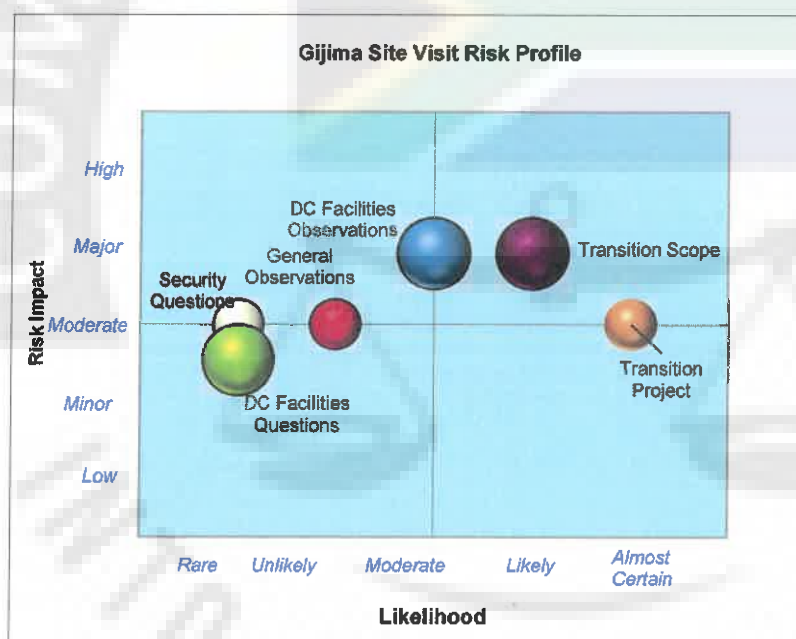 Gijima Site Visit Risk Profile
High
DC Facilities
Observations
Major
General
Observations
Transition Scope
Security
Questions
Risk Impact
Moderate
Transition
Project
Minor
DC Facilities
Questions
Low
Rare
Unlikely
Moderate
Likely
Almost
Certain
Likelihood